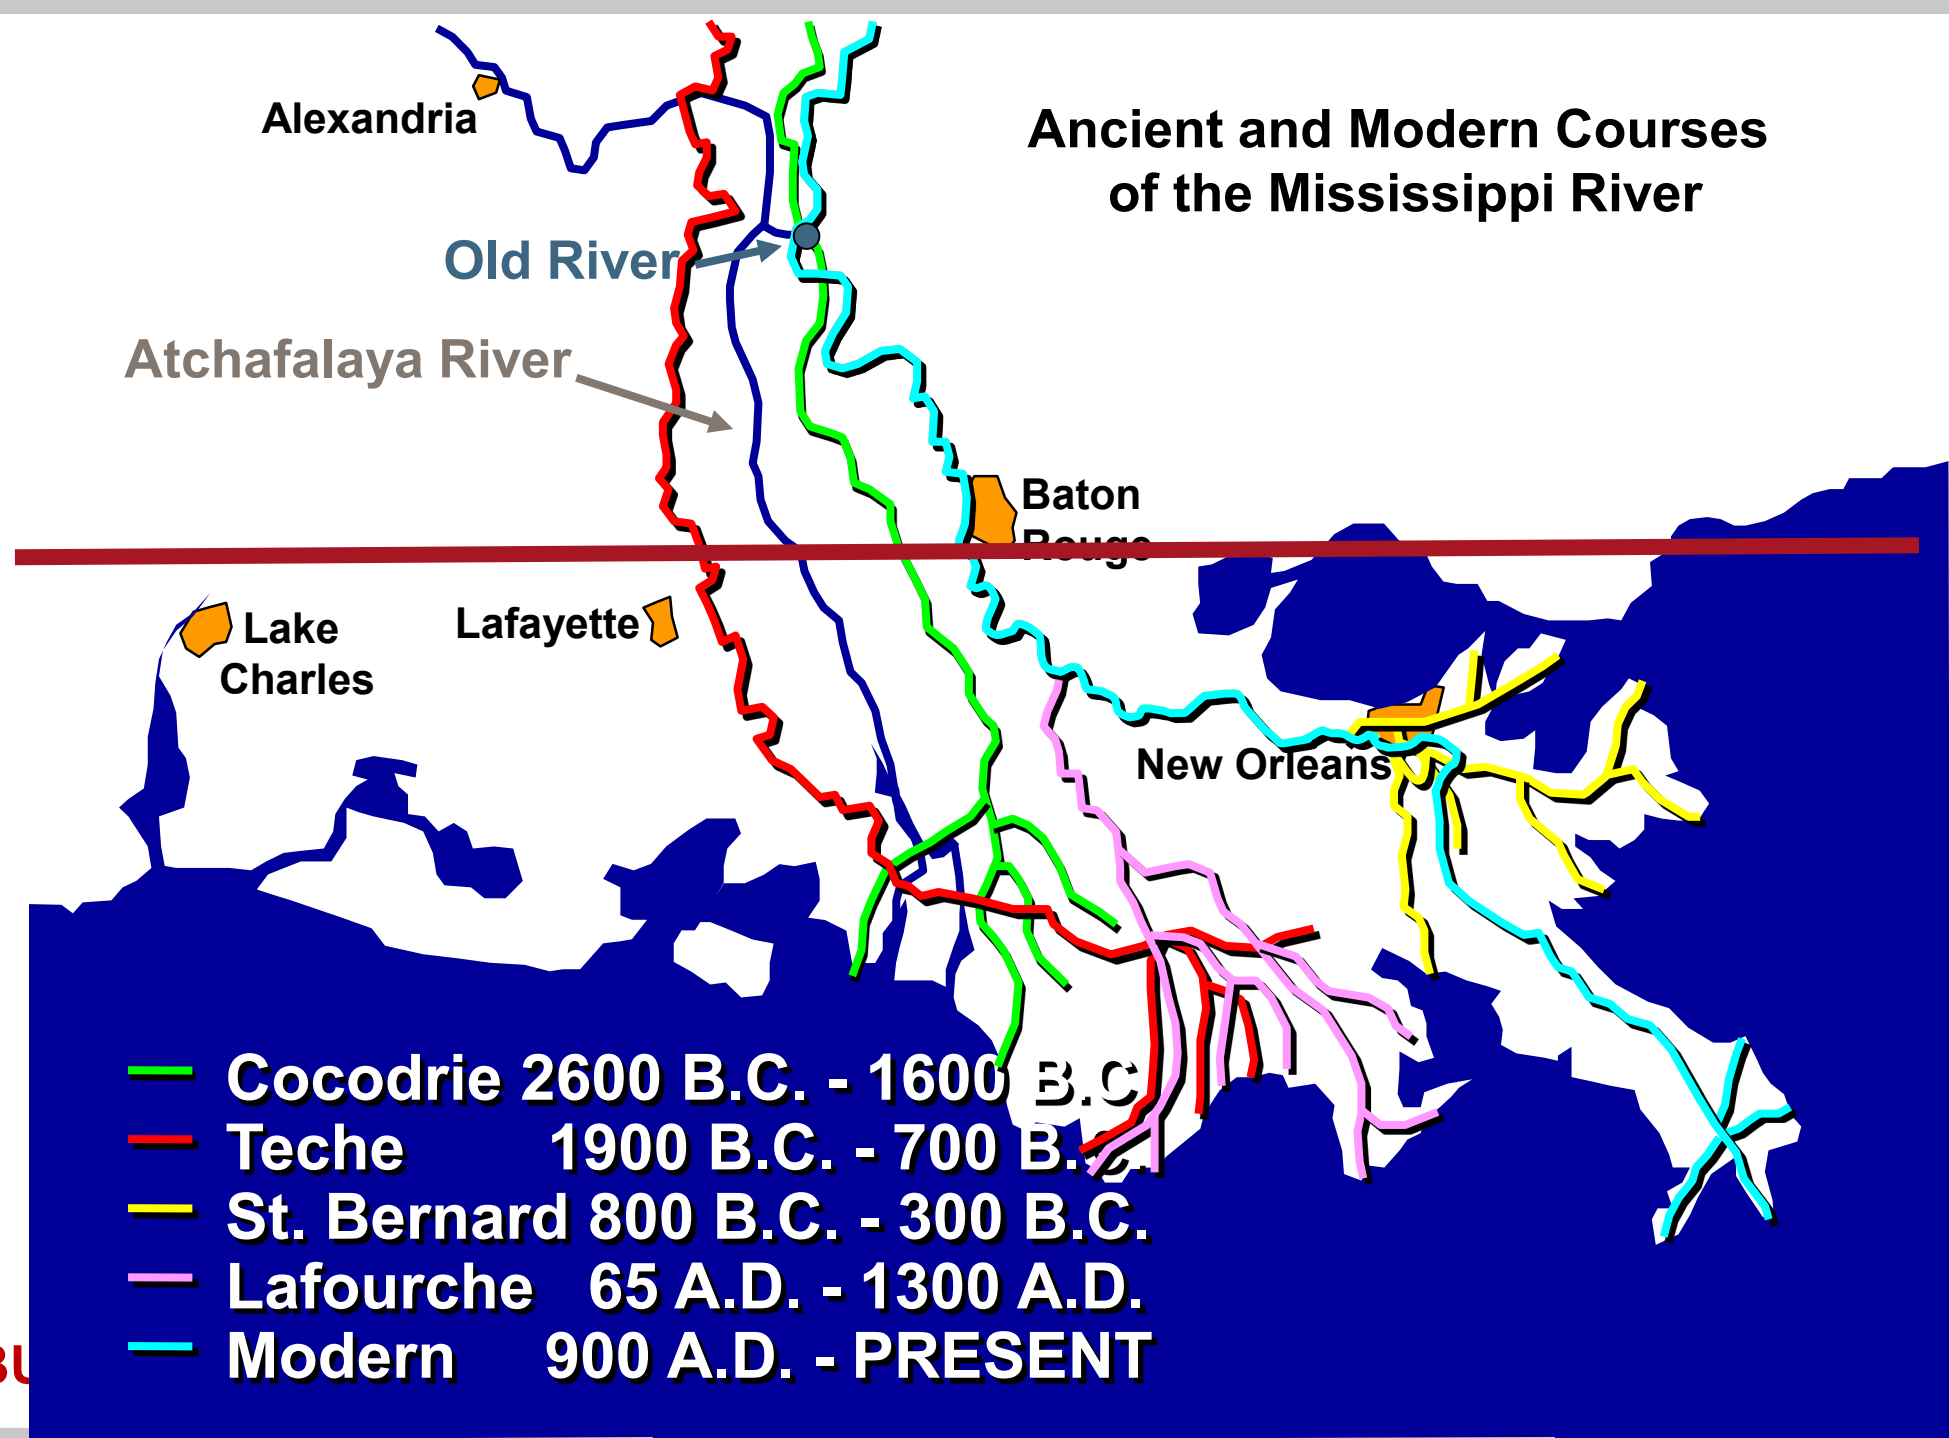 Alexandria
Ancient and Modern Courses
of the Mississippi River
Old River
Atchafalaya River
Baton
Rouge
Lake
Charles
Lafayette
New Orleans
Cocodrie 2600 B.C. - 1600 B.C
Teche 1900 B.C. - 700 B.C.
St. Bernard 800 B.C. - 300 B.C.
Lafourche 65 A.D. - 1300 A.D.
Modern 900 A.D. - PRESENT